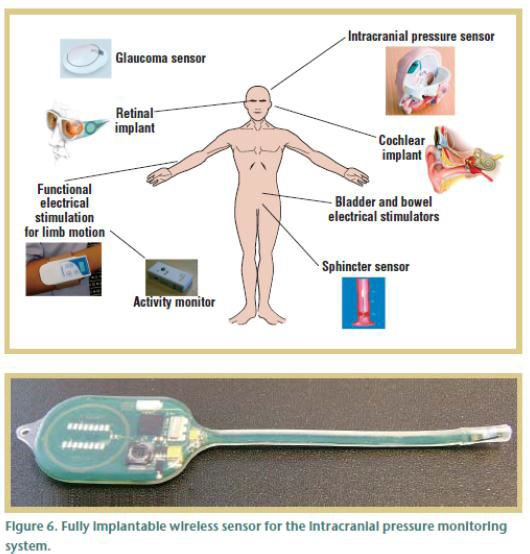 Intracranial pressure sensor
Glaucoma sensor
Retinal
implant
Cochlear
implant
Functional
electrical
stimulation
for limb motion
Bladder and bowel
electrical stimulators
Sphincter sensor
Activity monitor
Figure 6. Fully implantable wireless sensor for the intracranial pressure monitoring
system.